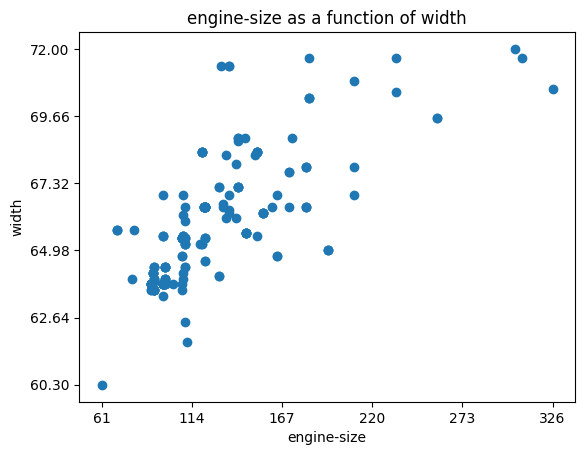 engine-size as a function of width
72.00
69.66
67.32
64.98
62.64
60.30
width
61 114 167 220 273 326
engine-size